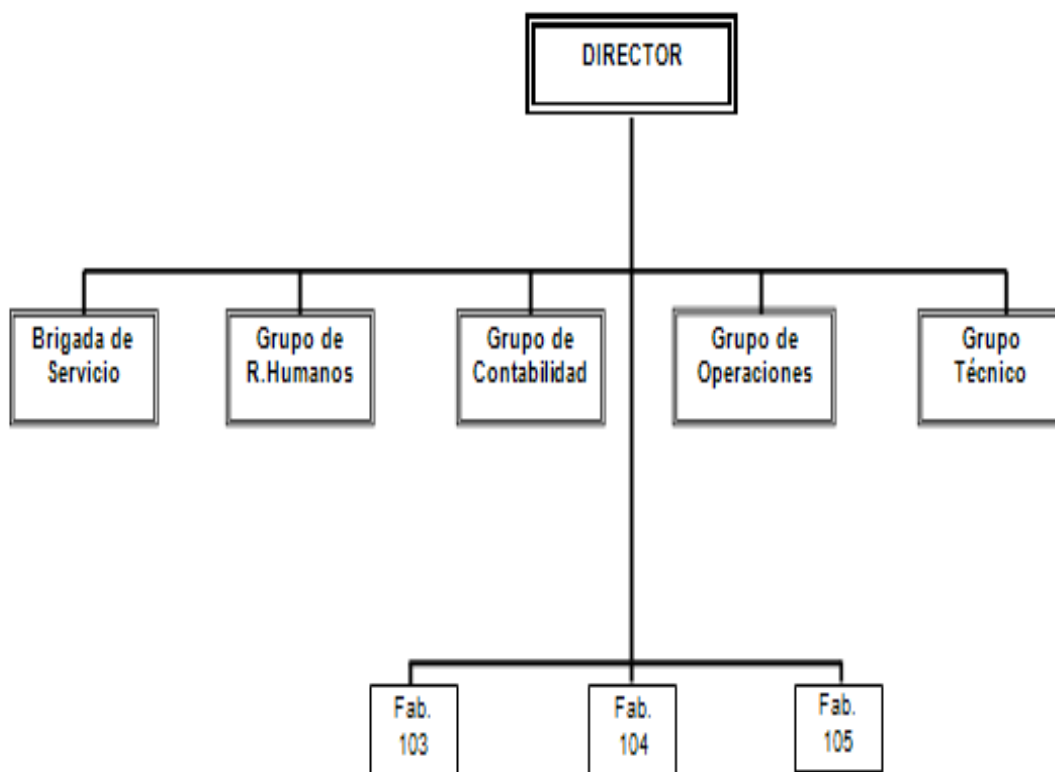 DIRECTOR
Brigada de
Servicio
Grupo de
R.Humanos
Grupo de
Contabilidad
Grupo de
Operaciones
Grupo
Técnico
Fab.
103
Fab.
104
Fab.
105